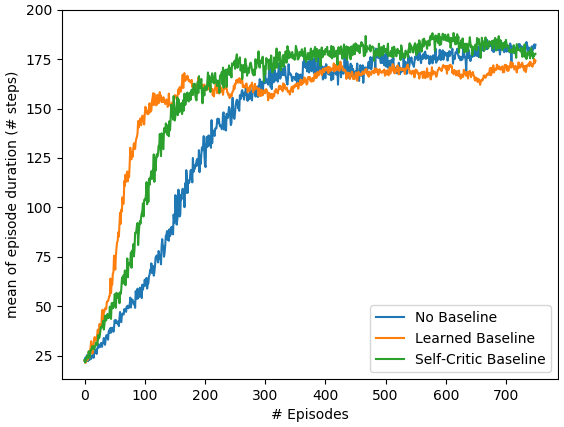 mean of episode duration (# steps)
200
175
150
125
100
75
50
25
0 100 200 300 400 500 600 700
# Episodes
No Baseline
Learned Baseline
Self-Critic Baseline